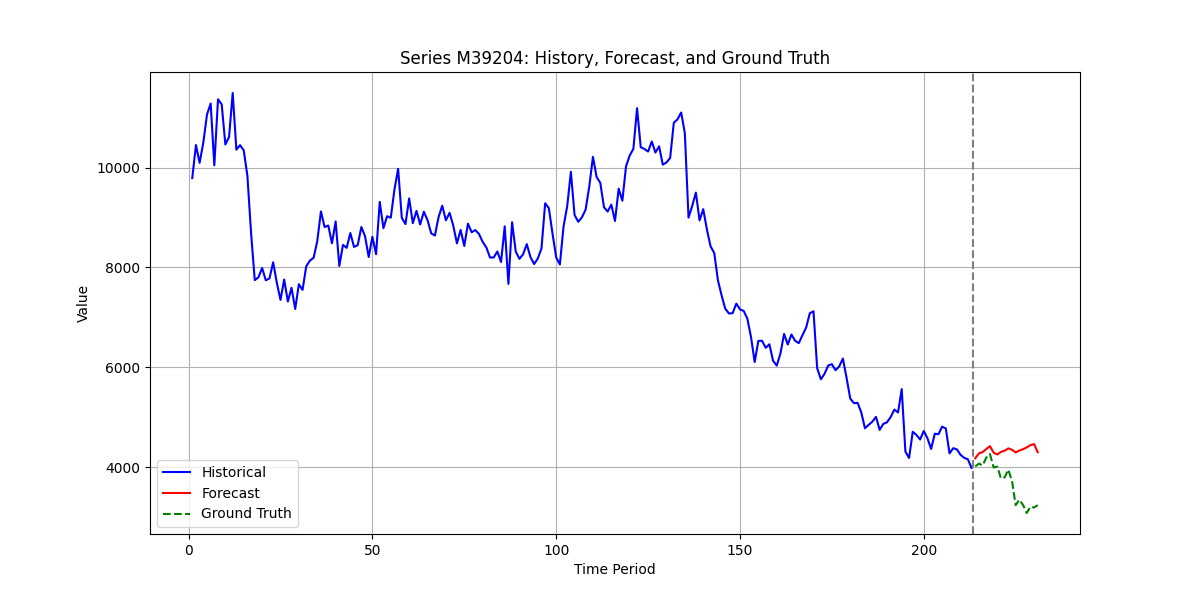 Series M39204: History, Forecast, and Ground Truth
10000
8000
6000
4000
Value
Historical
Forecast
Ground Truth
0 50 100 150 200
Time Period